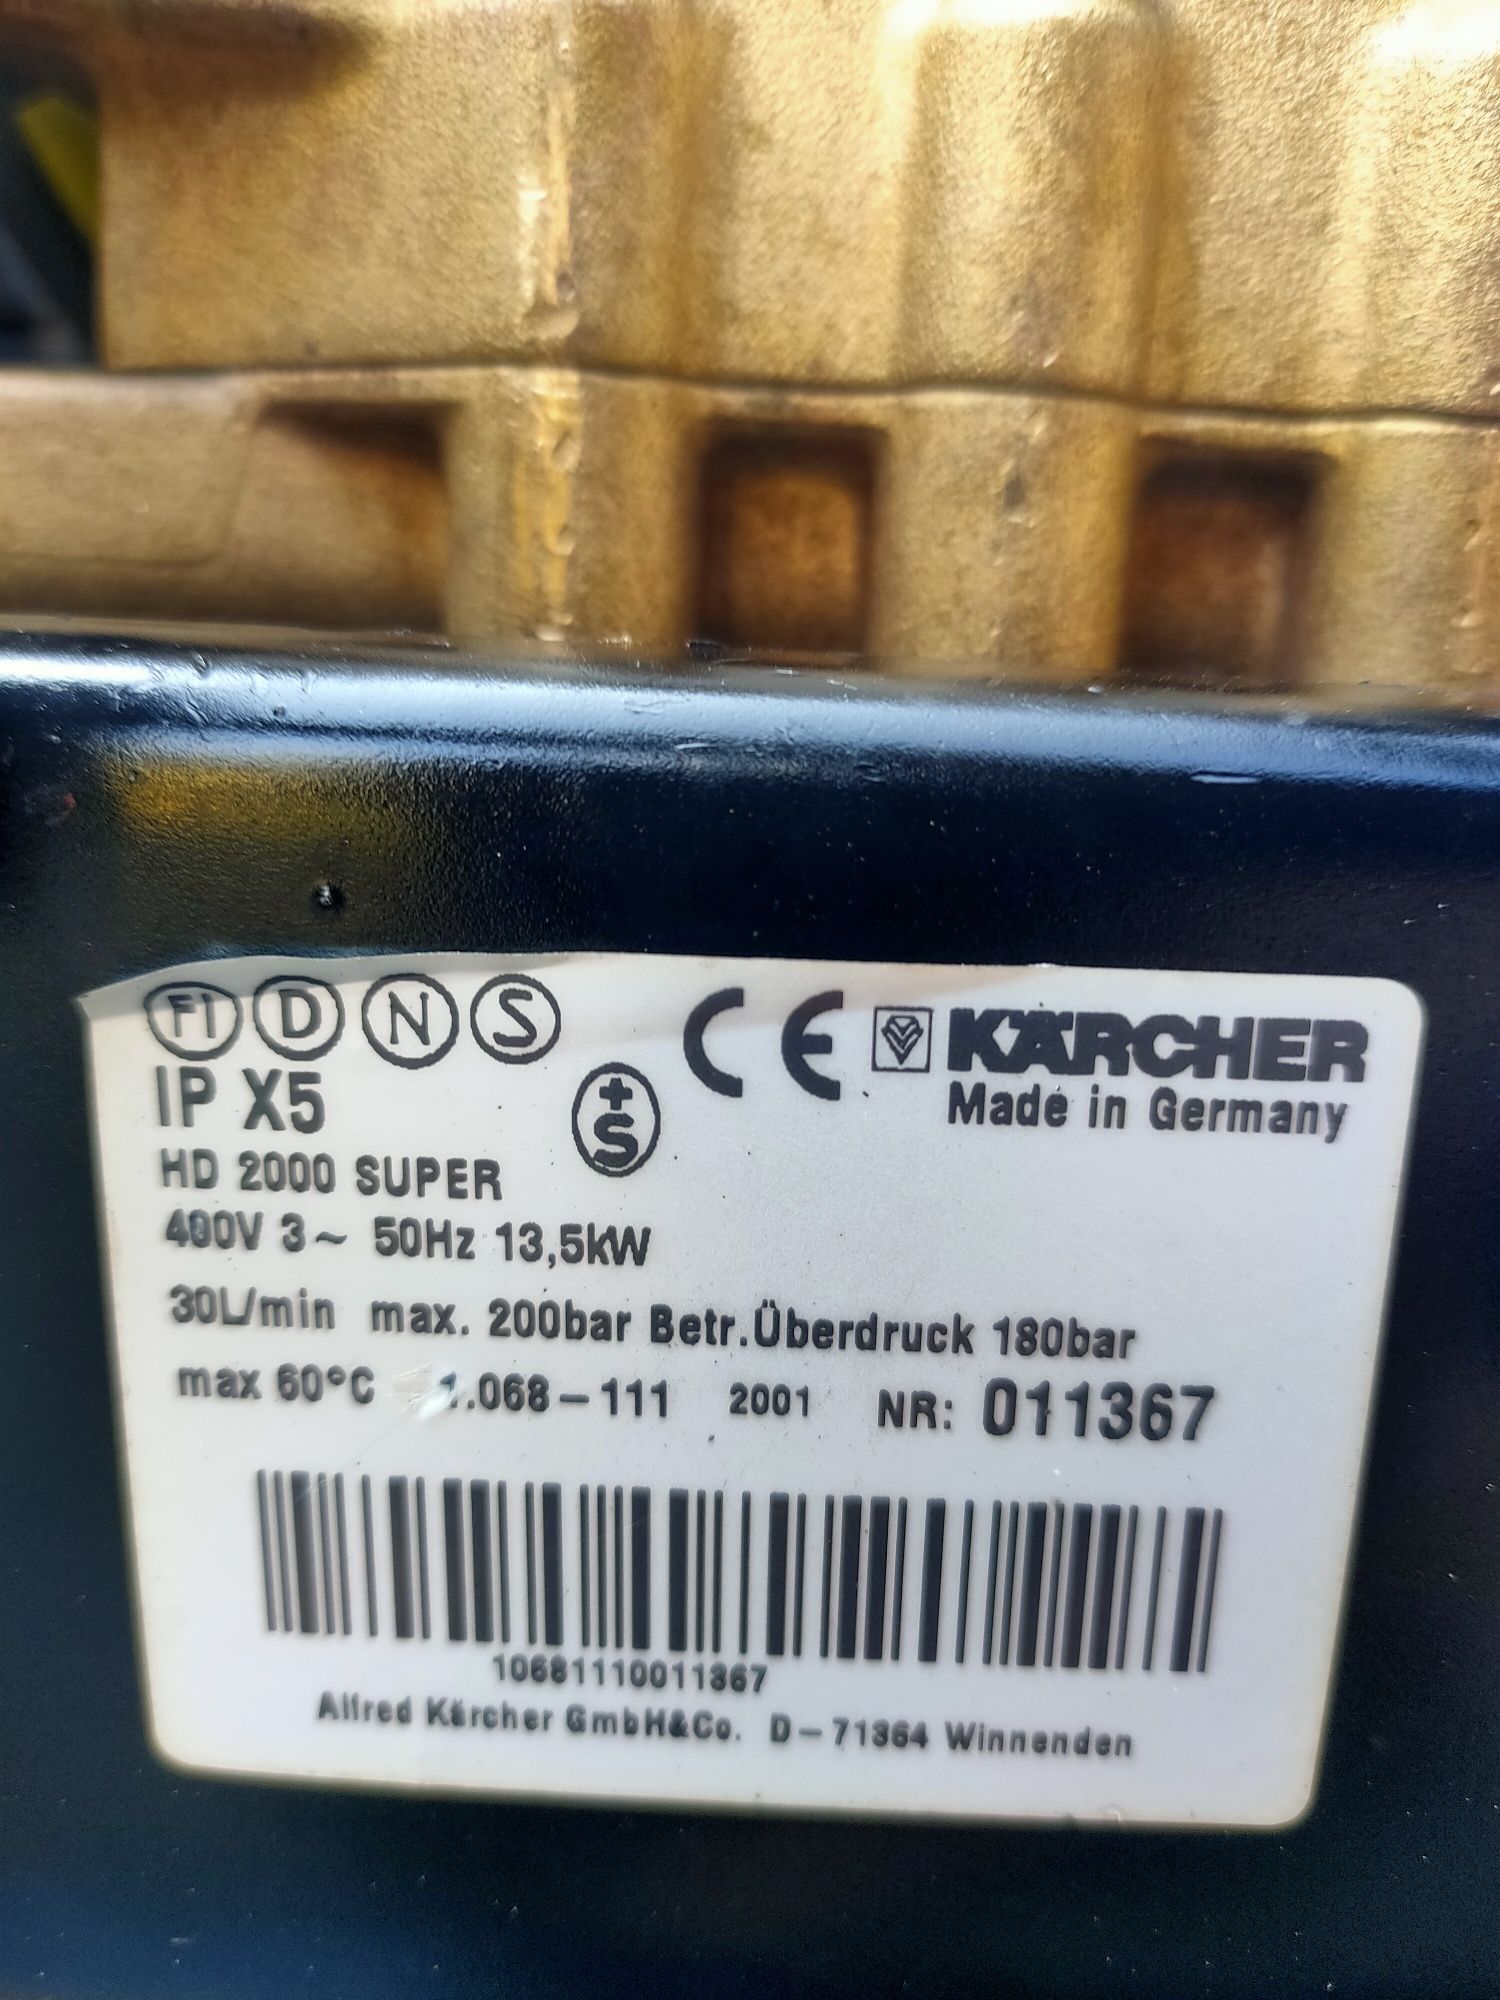 FI D N S CE KÄRCHER
Made in Germany
IP X5
+S
HD 2000 SUPER
400V 3~ 50Hz 13,5kW
30L/min max. 200bar Betr.Überdruck 180bar
max 60°C 1.068-111 2001 NR: 011367
10681110011367
Alfred Kärcher GmbH&Co. D-71364 Winnenden